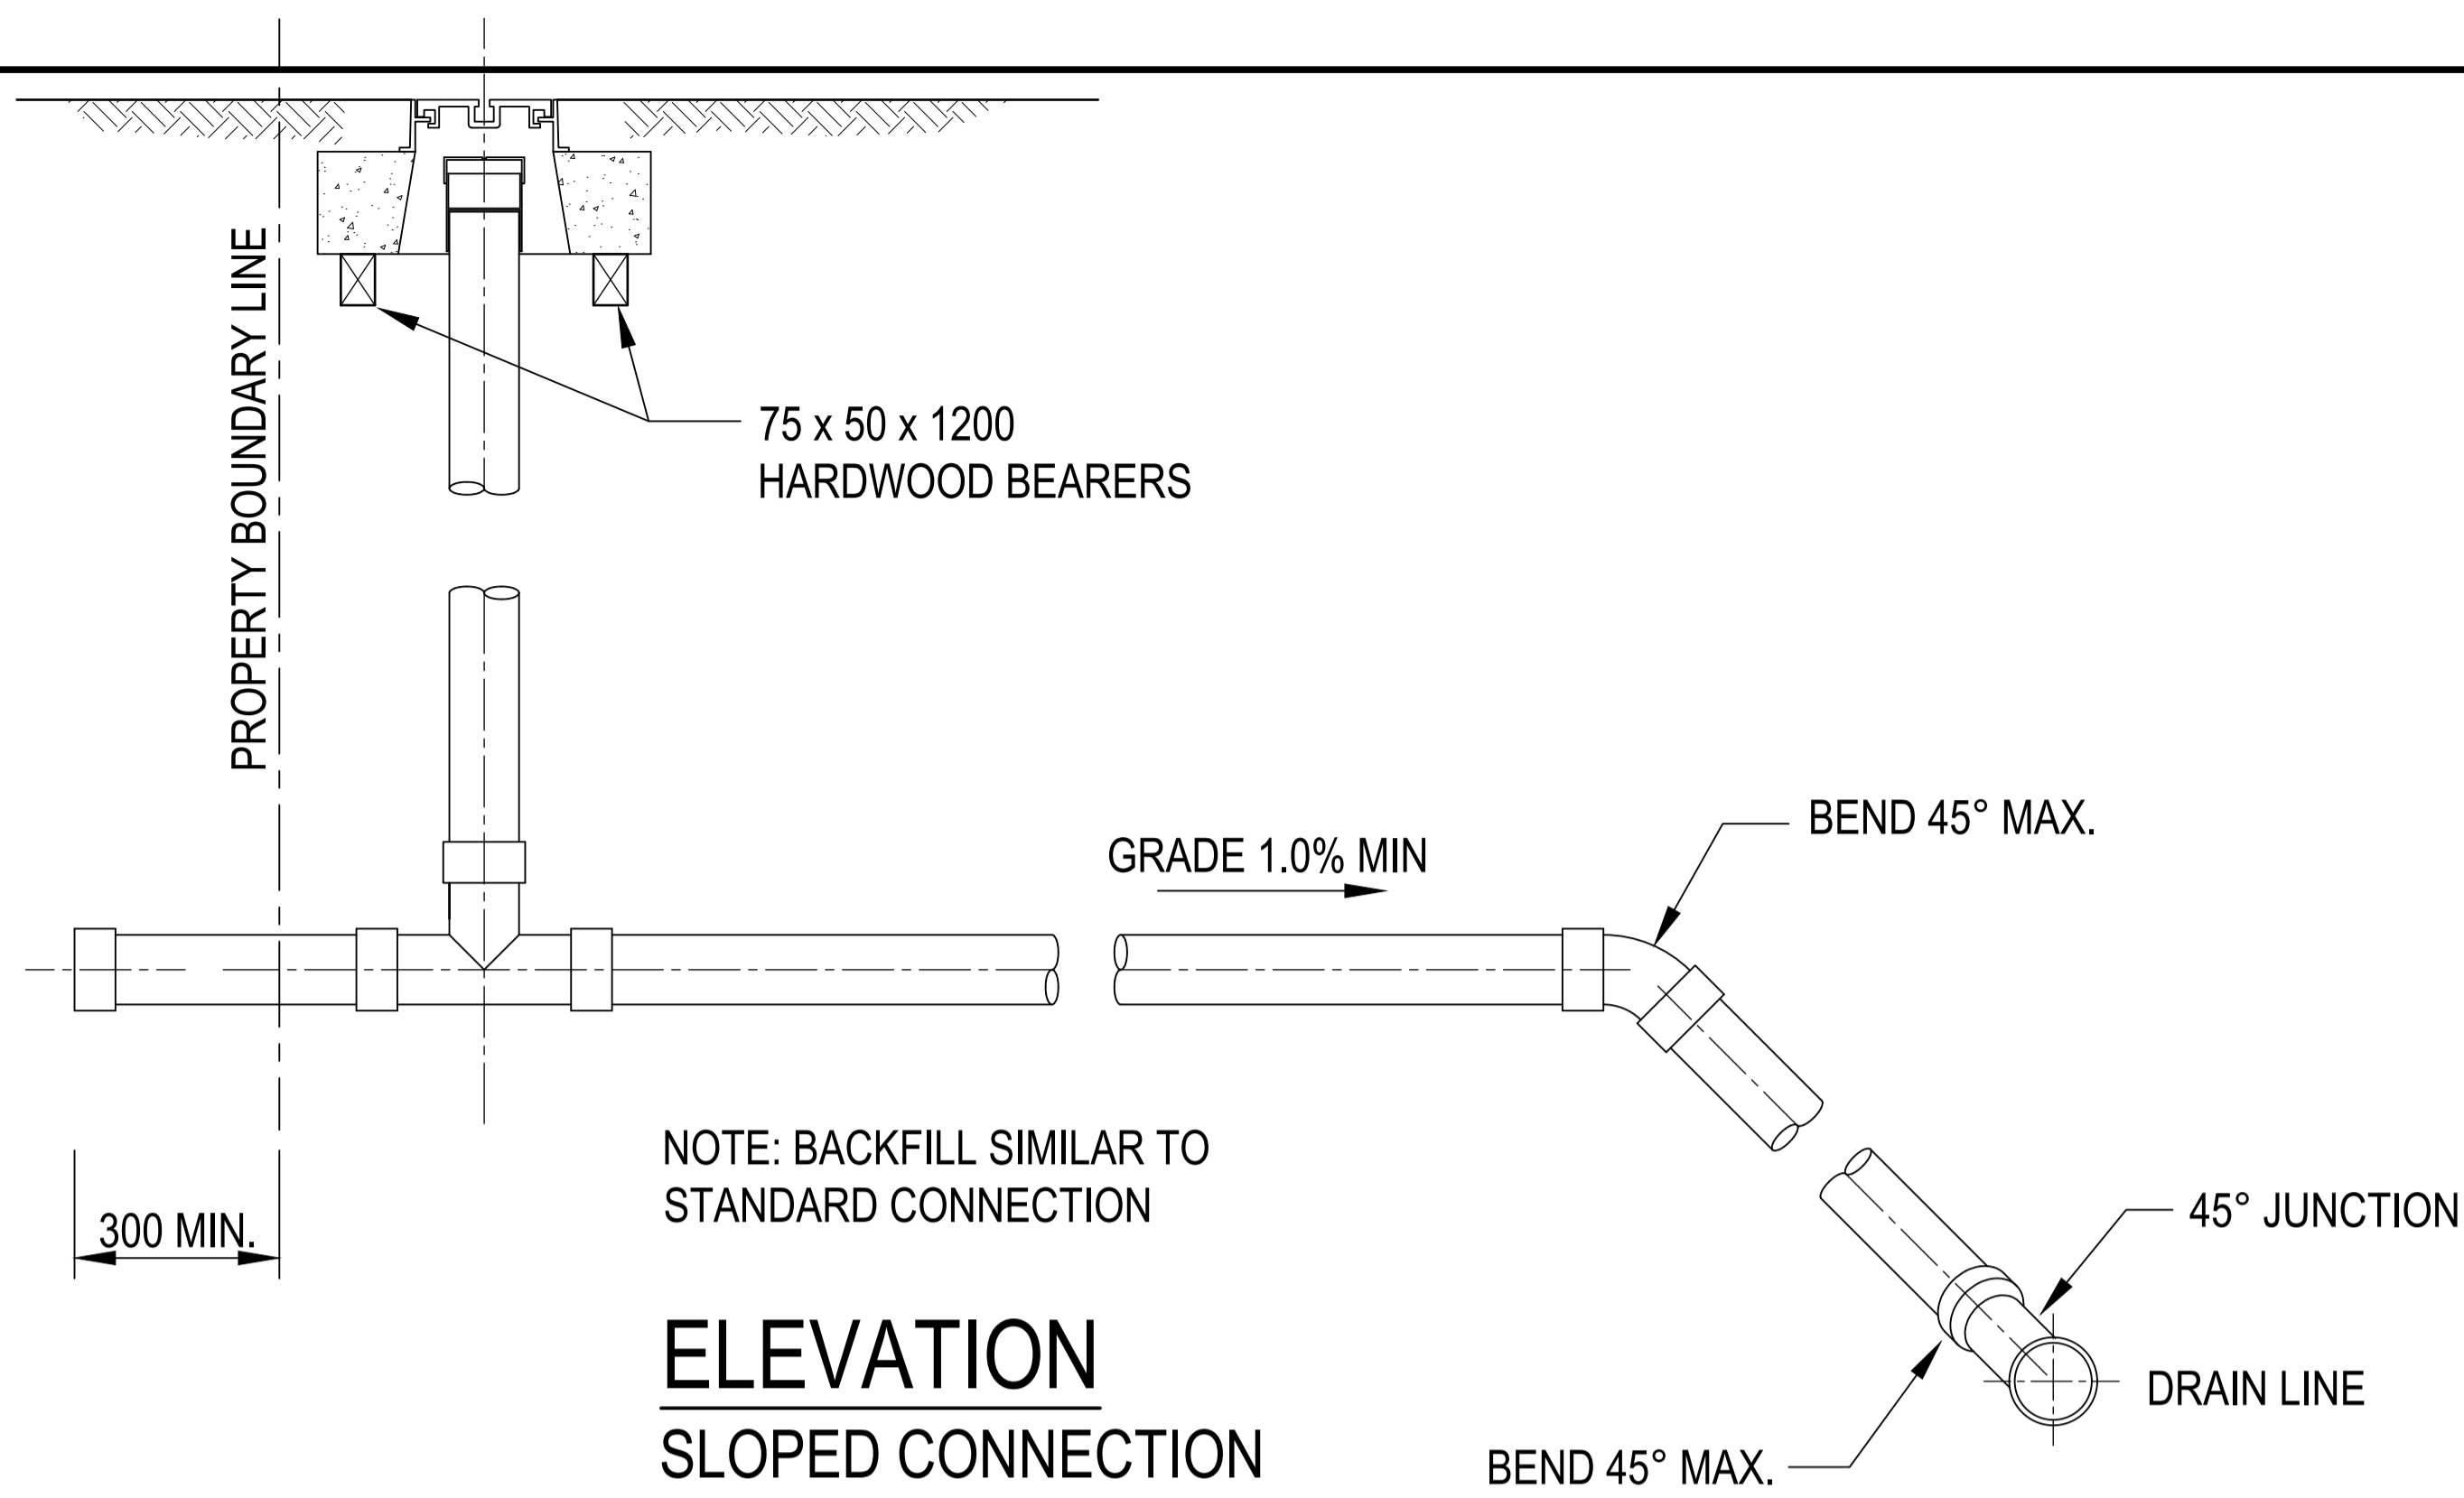 PROPERTY BOUNDARY LINE
75 x 50 x 1200
HARDWOOD BEARERS
GRADE 1.0% MIN
BEND 45° MAX.
NOTE: BACKFILL SIMILAR TO
STANDARD CONNECTION
300 MIN.
45° JUNCTION
DRAIN LINE
BEND 45° MAX.
ELEVATION
SLOPED CONNECTION